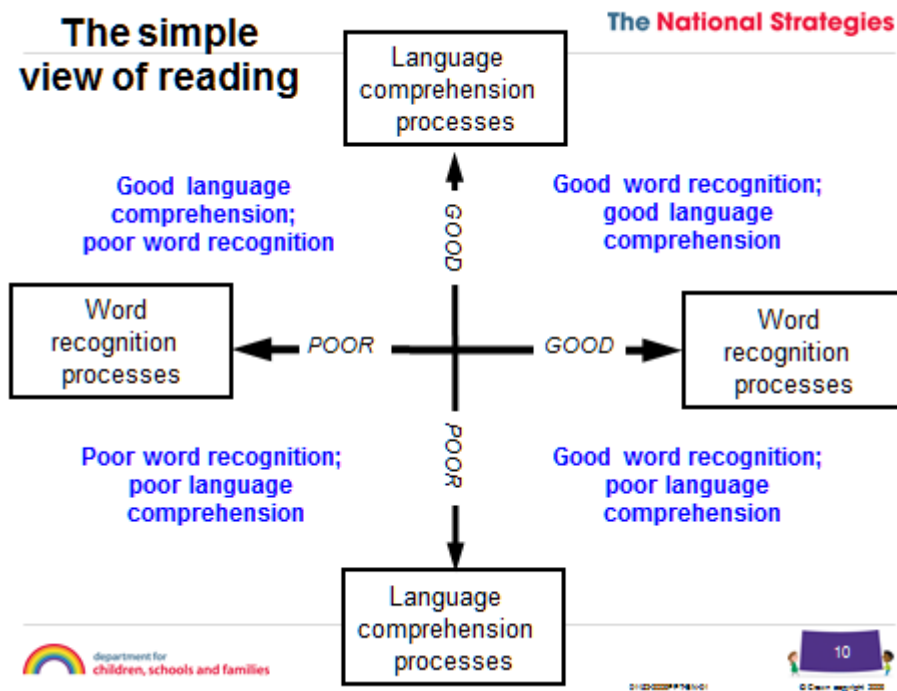 The simple
view of reading
The National Strategies
Language
comprehension
processes
Good language
comprehension;
poor word recognition
GOOD
Good word recognition;
good language
comprehension
Word
recognition
processes
POOR
GOOD
Word
recognition
processes
Poor word recognition;
poor language
comprehension
POOR
Good word recognition;
poor language
comprehension
Language
comprehension
processes
department for
children, schools and families
10
© Crown copyright